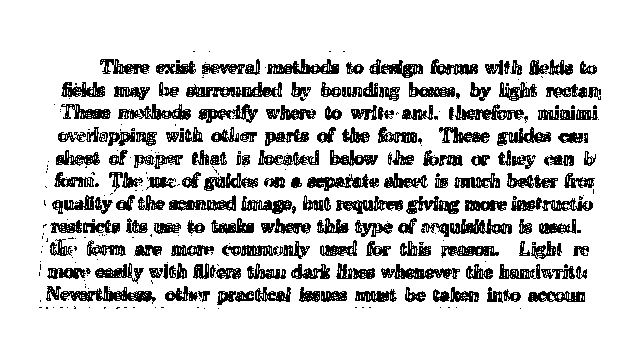 There exist several methods to design forms with fields to
fields may be surrounded by bounding boxes, by light rectan
These methods specify where to write and, therefore, minimi
overlapping with other parts of the form. These guides can
sheet of paper that is located below the form or they can b
form. The use of guides on a separate sheet is much better from
quality of the scanned image, but requires giving more instructio
restricts its use to tasks where this type of acquisition is used.
the form are more commonly used for this reason. Light re
more easily with filters than dark lines whenever the handwritte
Nevertheless, other practical issues must be taken into accoun